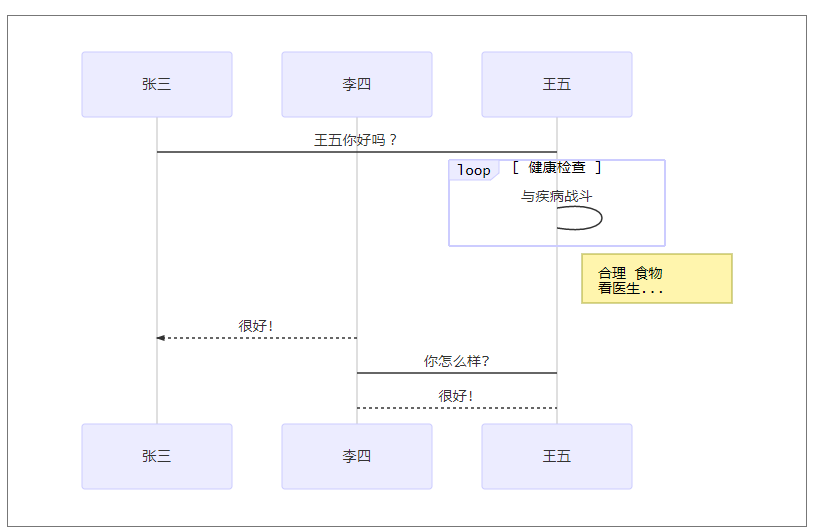 张三
李四
王五
王五你好吗？
loop
[ 健康检查 ]
与疾病战斗
合理 食物
看医生...
很好!
你怎么样?
很好!
张三
李四
王五